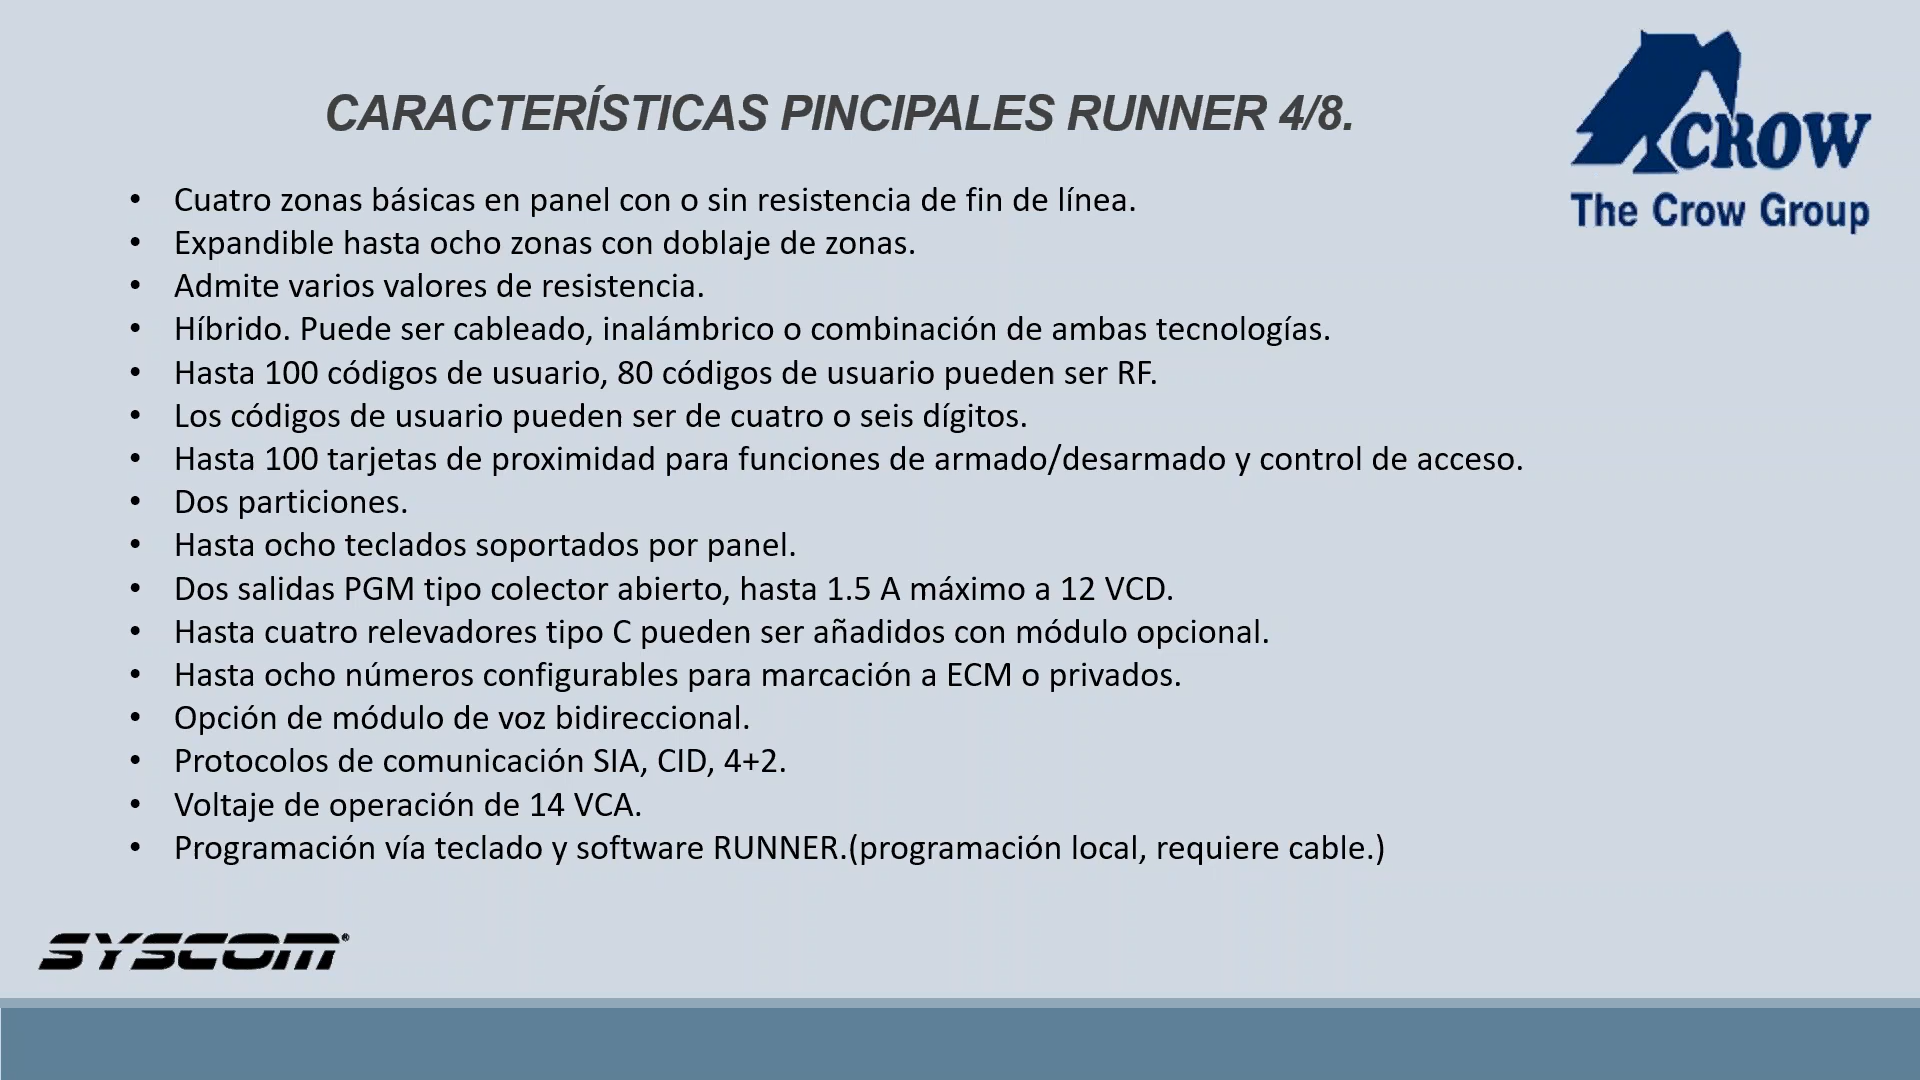 CARACTERÍSTICAS PINCIPALES RUNNER 4/8.
CROW
The Crow Group
• Cuatro zonas básicas en panel con o sin resistencia de fin de línea.
• Expandible hasta ocho zonas con doblaje de zonas.
• Admite varios valores de resistencia.
• Híbrido. Puede ser cableado, inalámbrico o combinación de ambas tecnologías.
• Hasta 100 códigos de usuario, 80 códigos de usuario pueden ser RF.
• Los códigos de usuario pueden ser de cuatro o seis dígitos.
• Hasta 100 tarjetas de proximidad para funciones de armado/desarmado y control de acceso.
• Dos particiones.
• Hasta ocho teclados soportados por panel.
• Dos salidas PGM tipo colector abierto, hasta 1.5 A máximo a 12 VCD.
• Hasta cuatro relevadores tipo C pueden ser añadidos con módulo opcional.
• Hasta ocho números configurables para marcación a ECM o privados.
• Opción de módulo de voz bidireccional.
• Protocolos de comunicación SIA, CID, 4+2.
• Voltaje de operación de 14 VCA.
• Programación vía teclado y software RUNNER.(programación local, requiere cable.)
SYSCOM®